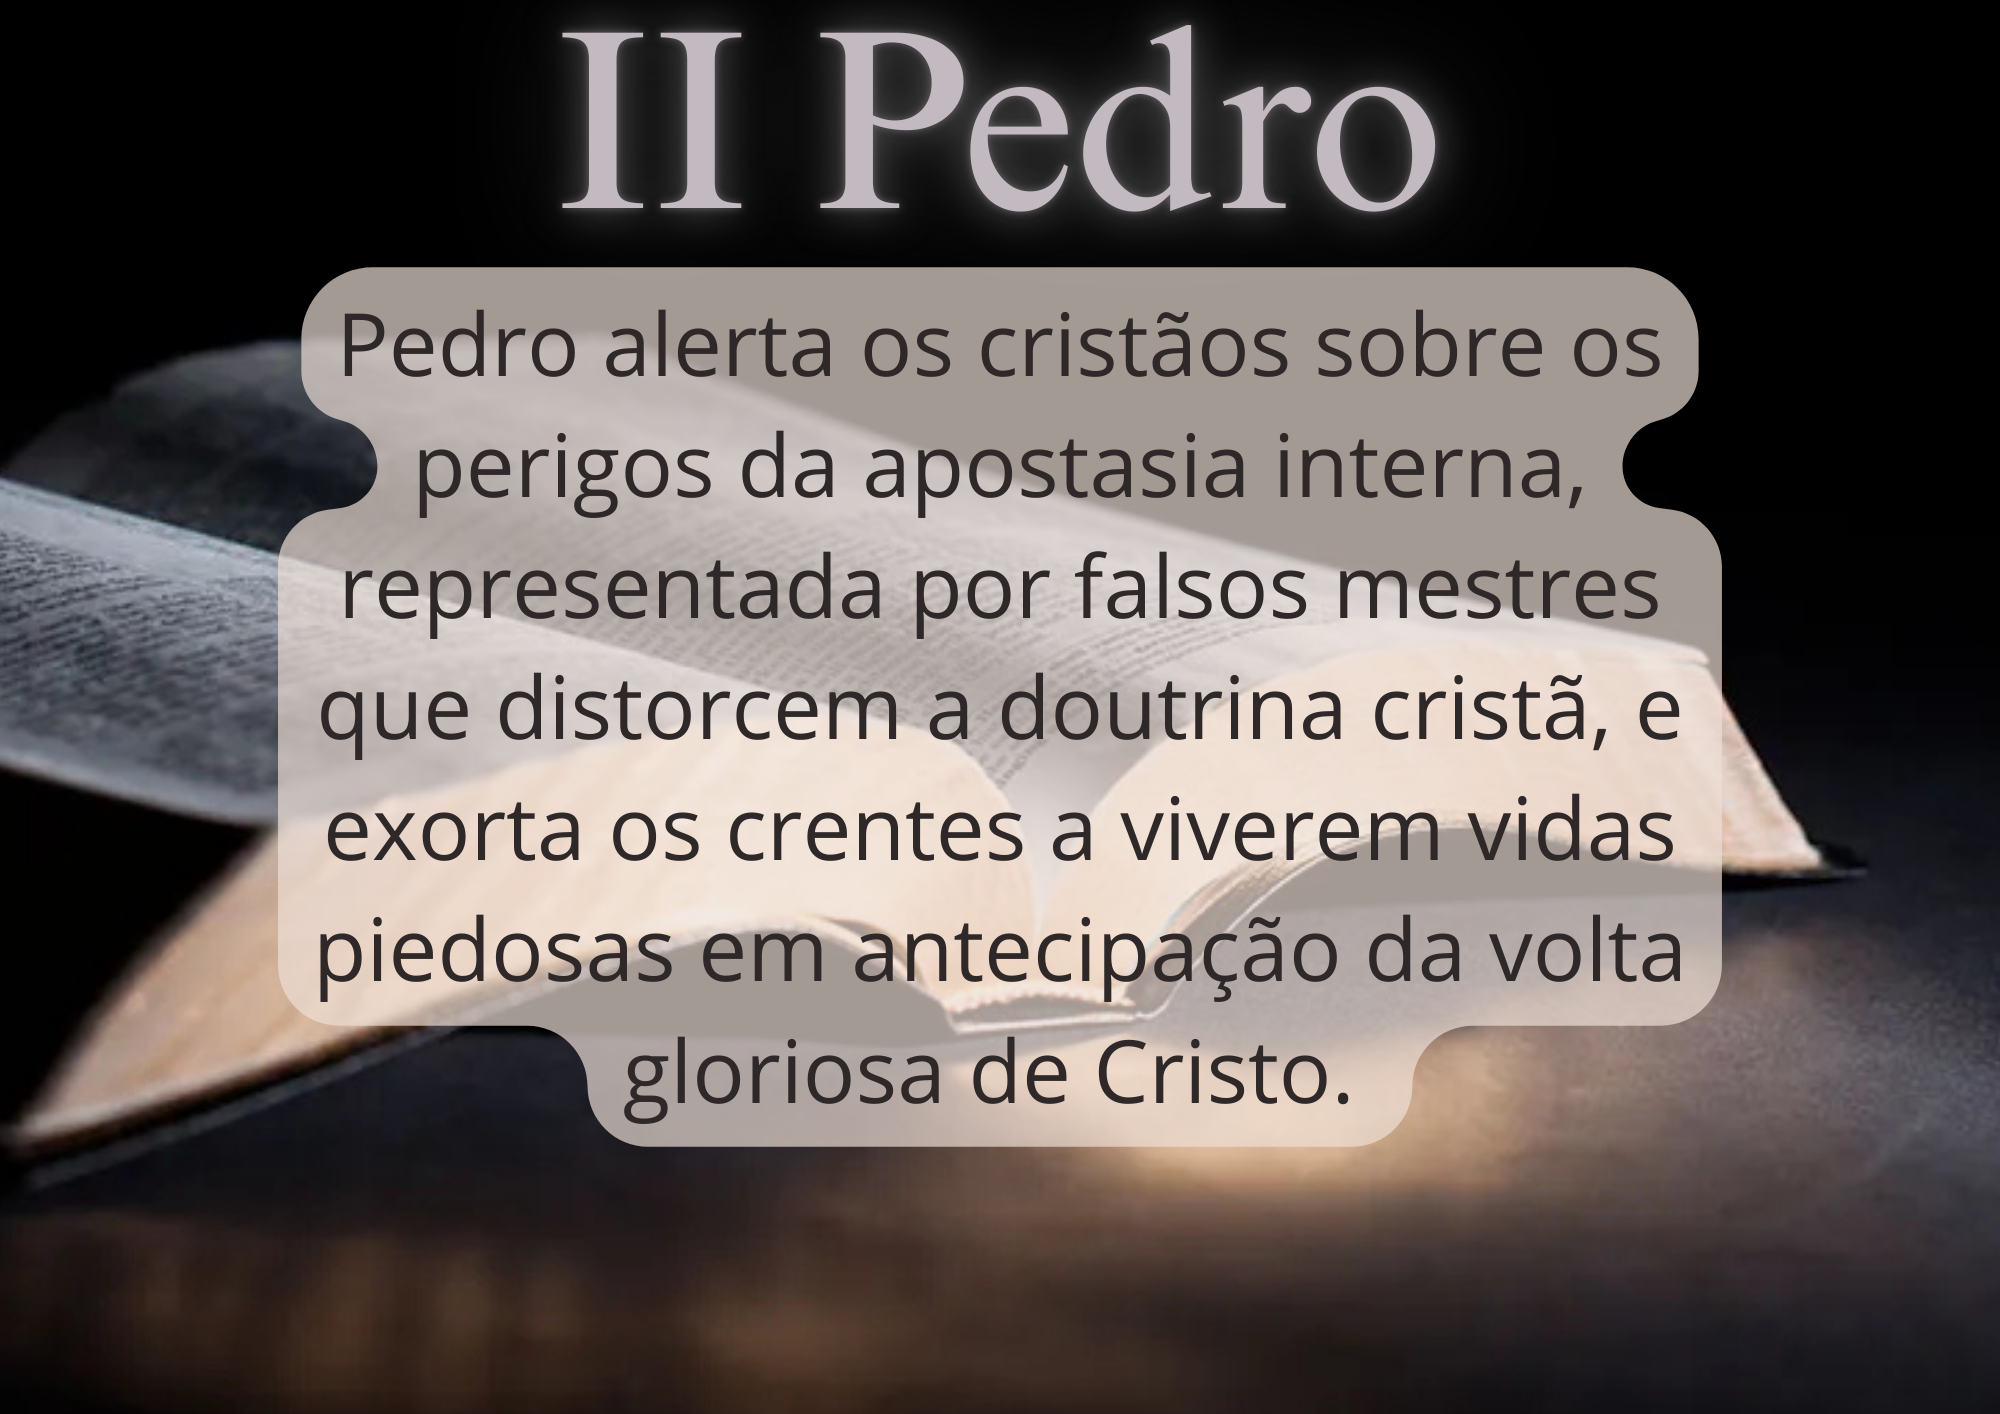 II Pedro
Pedro alerta os cristãos sobre os
perigos da apostasia interna,
representada por falsos mestres
que distorcem a doutrina cristã, e
exorta os crentes a viverem vidas
piedosas em antecipação da volta
gloriosa de Cristo.